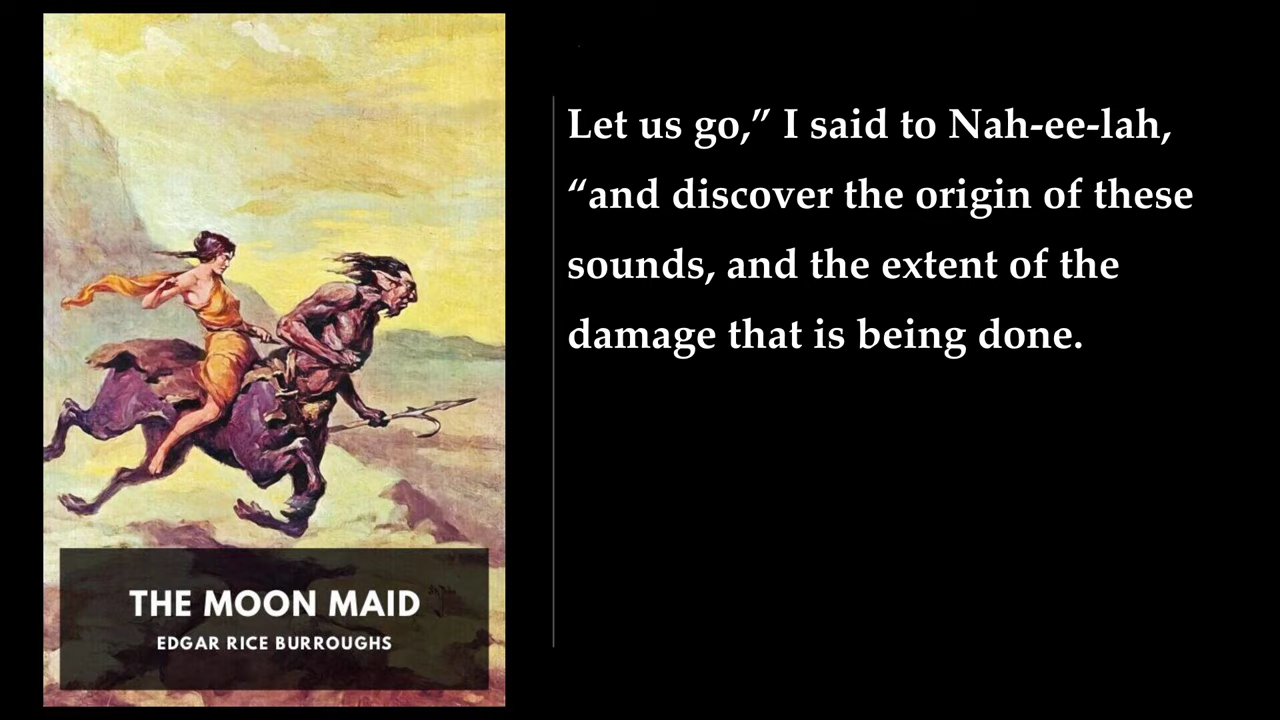 Let us go,” I said to Nah-ee-lah,
“and discover the origin of these
sounds, and the extent of the
damage that is being done.
THE MOON MAID
EDGAR RICE BURROUGHS